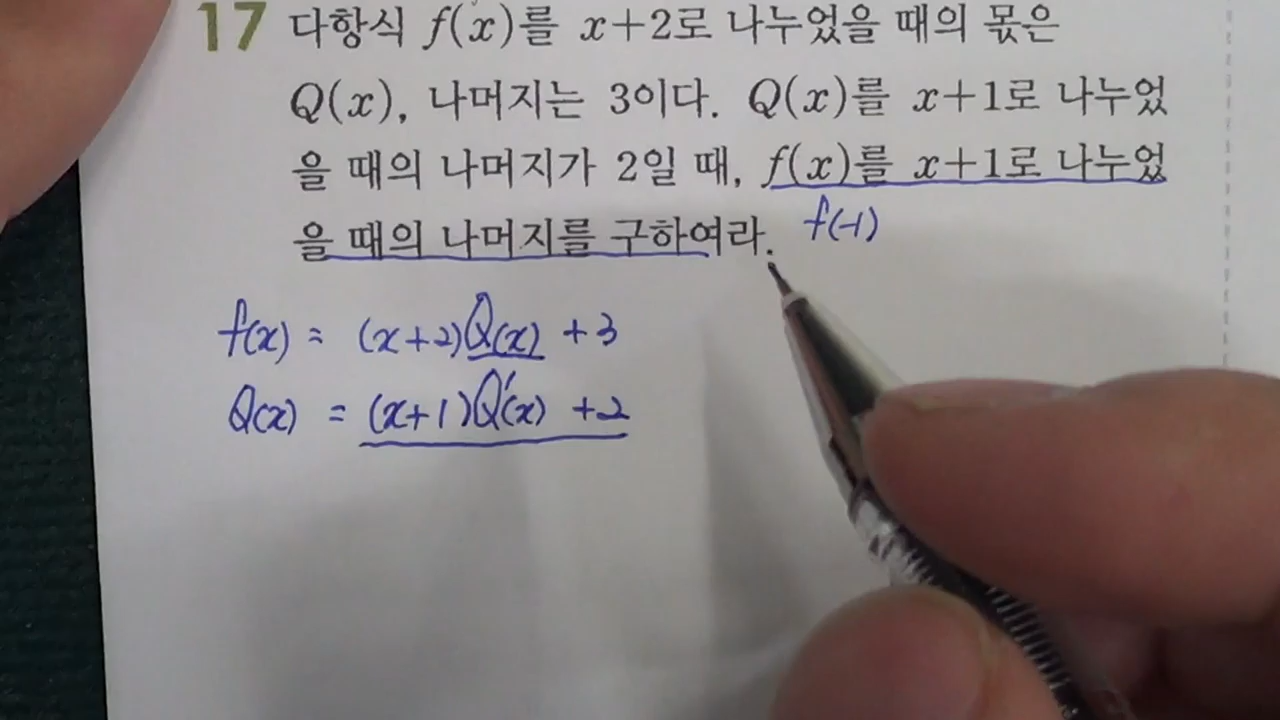 17 다항식 f(x)를 x+2로 나누었을 때의 몫은
Q(x), 나머지는 3이다. Q(x)를 x+1로 나누었
을 때의 나머지가 2일 때, f(x)를 x+1로 나누었
을 때의 나머지를 구하여라. f(-1)
f(x) = (x+2)Q(x) +3
Q(x) = (x+1)Q'(x) +2